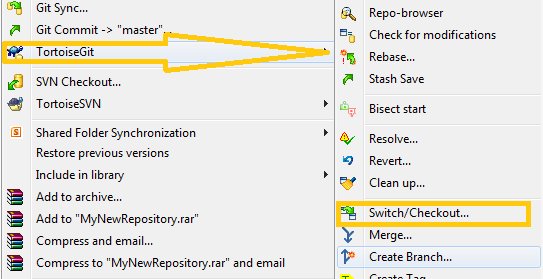 Git Sync...
Git Commit -> "master"...
TortoiseGit
SVN Checkout...
TortoiseSVN
Shared Folder Synchronization
Restore previous versions
Include in library
Add to archive...
Add to "MyNewRepository.rar"
Compress and email...
Compress to "MyNewRepository.rar" and email
Repo-browser
Check for modifications
Rebase...
Stash Save
Bisect start
Resolve...
Revert...
Clean up...
Switch/Checkout...
Merge...
Create Branch...
Create Tag